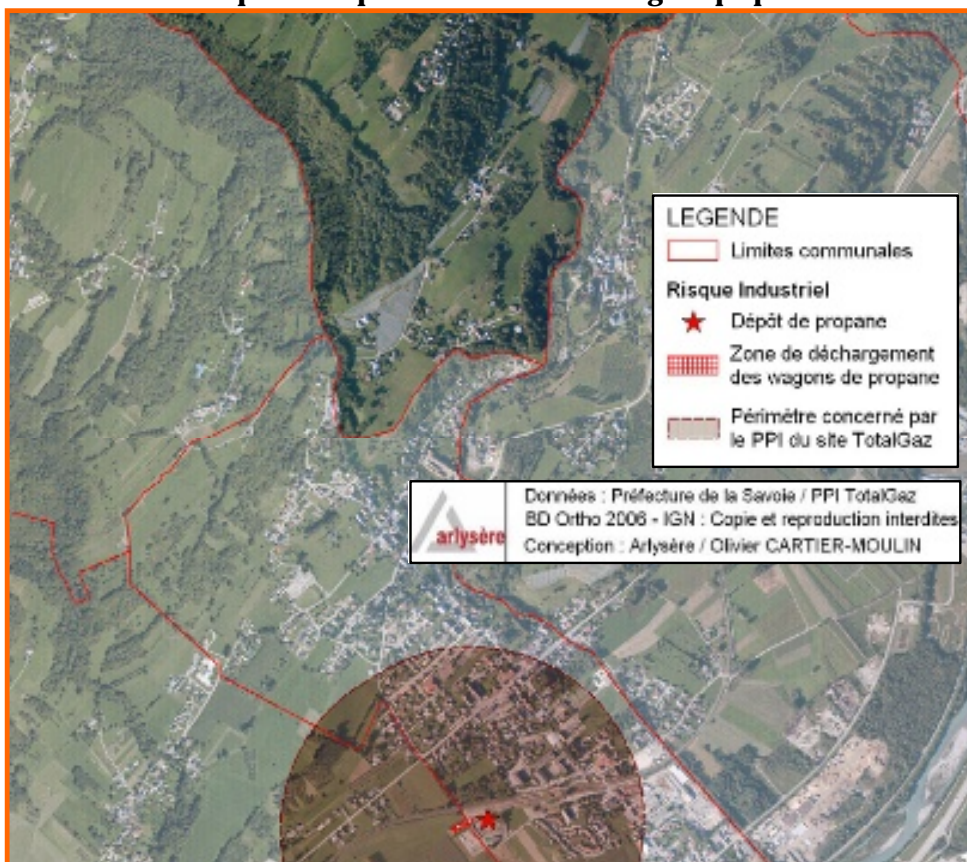 LEGENDE
Limites communales
Risque Industriel
Dépôt de propane
Zone de déchargement
des wagons de propane
Périmètre concerné par
le PPI du site TotalGaz
arlysère
Données : Préfecture de la Savoie / PPI TotalGaz
BD Ortho 2006 - IGN : Copie et reproduction interdites
Conception : Arlysère / Olivier CARTIER-MOULIN